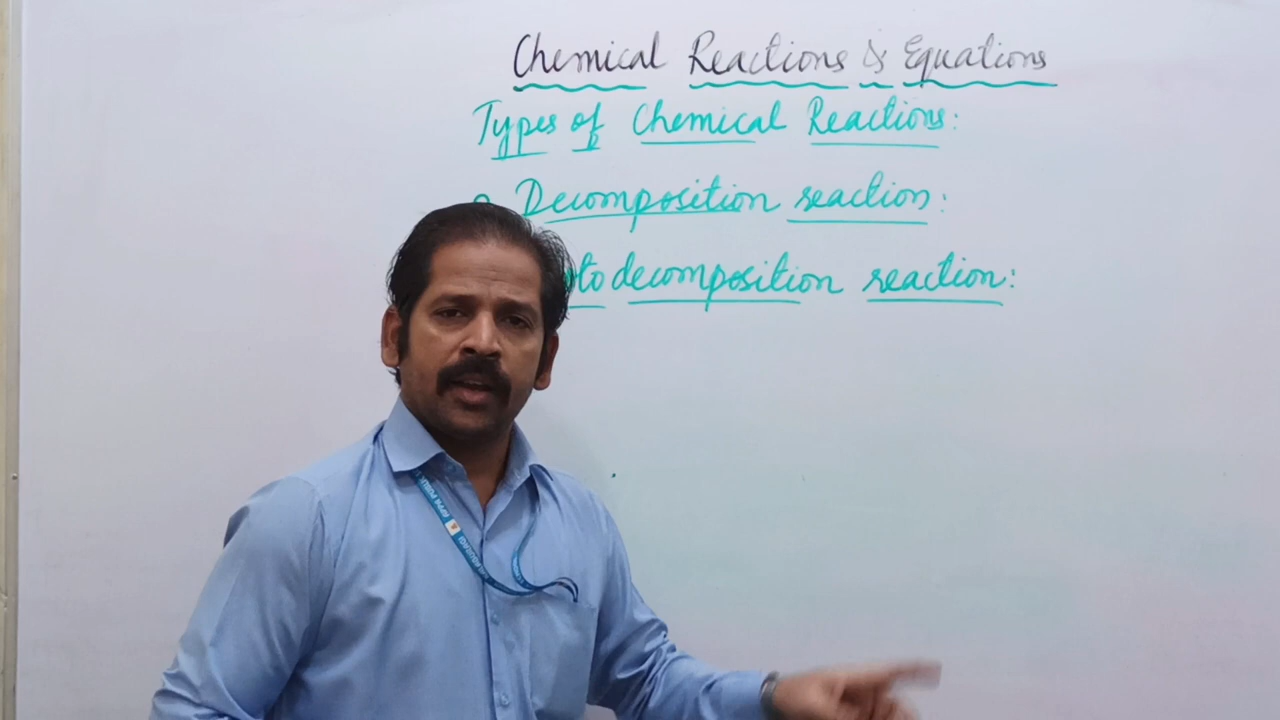 Chemical Reactions & Equations
Types of Chemical Reactions:
Decomposition reaction:
decomposition reaction: